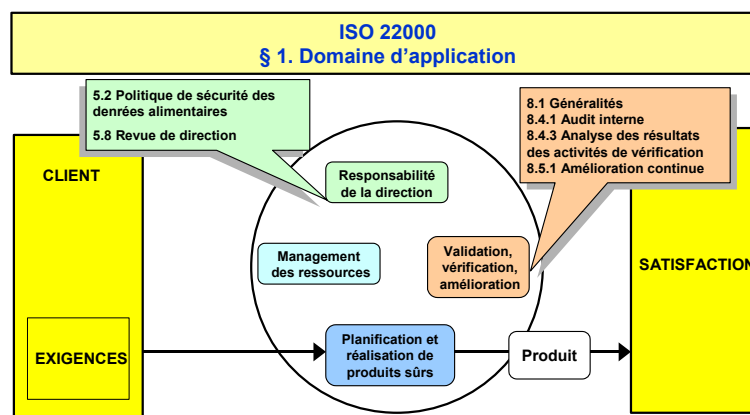 ISO 22000
§ 1. Domaine d’application
5.2 Politique de sécurité des
denrées alimentaires
5.8 Revue de direction
8.1 Généralités
8.4.1 Audit interne
8.4.3 Analyse des résultats
des activités de vérification
8.5.1 Amélioration continue
CLIENT
Responsabilité
de la direction
Management
des ressources
Validation,
vérification,
amélioration
SATISFACTION
EXIGENCES
Planification et
réalisation de
produits sûrs
Produit